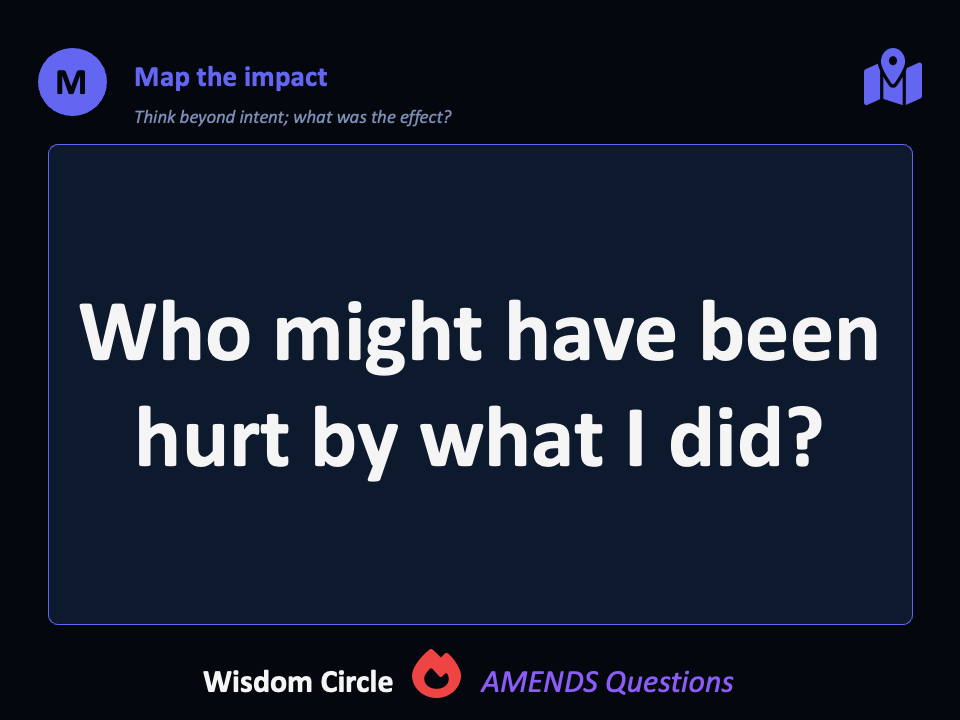 M
Map the impact
Think beyond intent; what was the effect?
Who might have been
hurt by what I did?
Wisdom Circle
AMENDS Questions